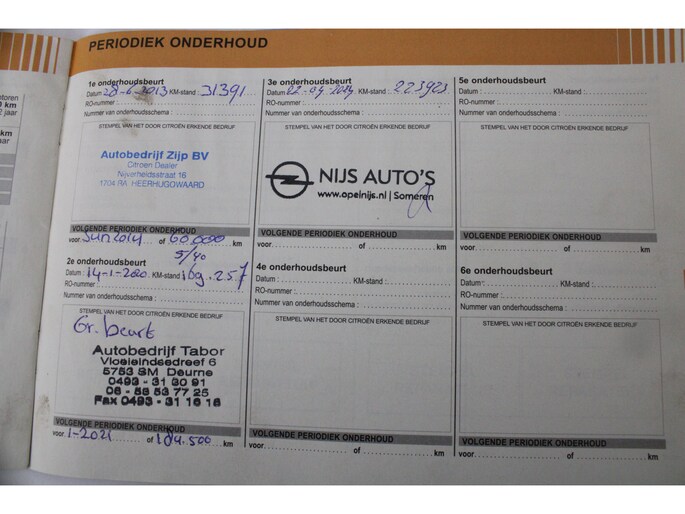 PERIODIEK ONDERHOUD
1e onderhoudsbeurt
Datum : 28-6-2013 KM-stand : 31391
RO-nummer :
Nummer van onderhoudsschema :
STEMPEL VAN HET DOOR CITROËN ERKENDE BEDRIJF
Autobedrijf Zijp BV
Citroen Dealer
Nijverheidsstraat 16
1704 RA HEERHUGOWAARD
VOLGENDE PERIODIEK ONDERHOUD
voor Jun 2014 of 60.000 km
5/40
2e onderhoudsbeurt
Datum : 14-1-2020 KM-stand : 169.257
RO-nummer :
Nummer van onderhoudsschema :
STEMPEL VAN HET DOOR CITROËN ERKENDE BEDRIJF
Gr. beurt
Autobedrijf Tabor
Vloeieindsedreef 6
5753 SM Deurne
0493 - 31 30 91
06 - 56 53 77 25
Fax 0493 - 31 16 16
VOLGENDE PERIODIEK ONDERHOUD
voor 1-2021 of 184.500 km
3e onderhoudsbeurt
Datum : 22-04-2024 KM-stand : 223923
RO-nummer :
Nummer van onderhoudsschema :
STEMPEL VAN HET DOOR CITROËN ERKENDE BEDRIJF
NIJS AUTO'S
www.opelnijs.nl | Someren
VOLGENDE PERIODIEK ONDERHOUD
voor of km
4e onderhoudsbeurt
Datum : KM-stand :
RO-nummer :
Nummer van onderhoudsschema :
STEMPEL VAN HET DOOR CITROËN ERKENDE BEDRIJF
VOLGENDE PERIODIEK ONDERHOUD
voor of km
5e onderhoudsbeurt
Datum : KM-stand :
RO-nummer :
Nummer van onderhoudsschema :
STEMPEL VAN HET DOOR CITROËN ERKENDE BEDRIJF
VOLGENDE PERIODIEK ONDERHOUD
voor of km
6e onderhoudsbeurt
Datum : KM-stand :
RO-nummer :
Nummer van onderhoudsschema :
STEMPEL VAN HET DOOR CITROËN ERKENDE BEDRIJF
VOLGENDE PERIODIEK ONDERHOUD
voor of km